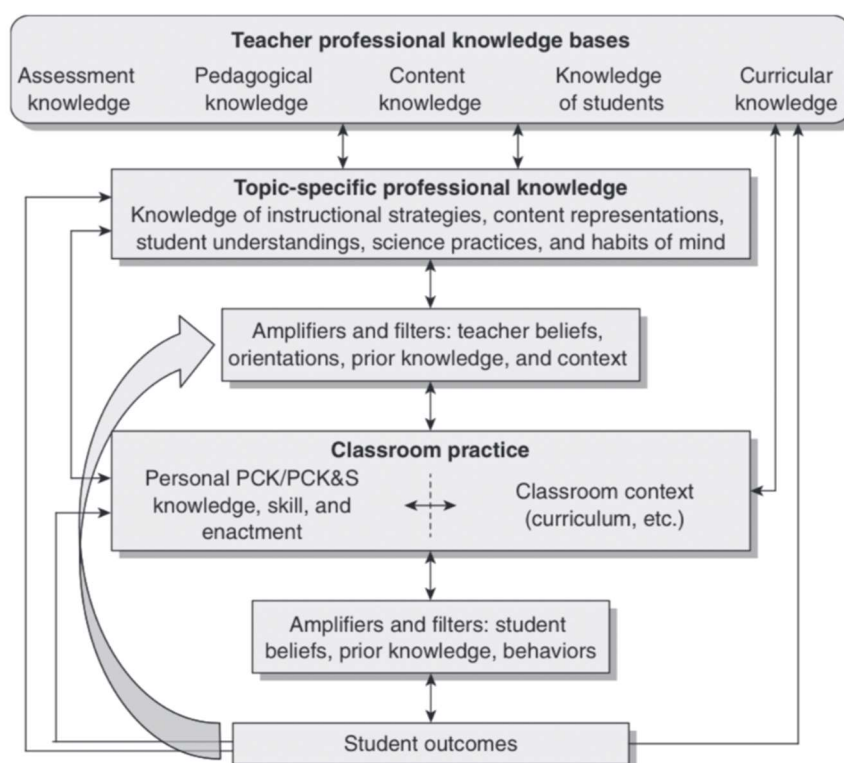 Teacher professional knowledge bases
Assessment knowledge
Pedagogical knowledge
Content knowledge
Knowledge of students
Curricular knowledge
Topic-specific professional knowledge
Knowledge of instructional strategies, content representations,
student understandings, science practices, and habits of mind
Amplifiers and filters: teacher beliefs,
orientations, prior knowledge, and context
Classroom practice
Personal PCK/PCK&S
knowledge, skill, and
enactment
Classroom context
(curriculum, etc.)
Amplifiers and filters: student
beliefs, prior knowledge, behaviors
Student outcomes